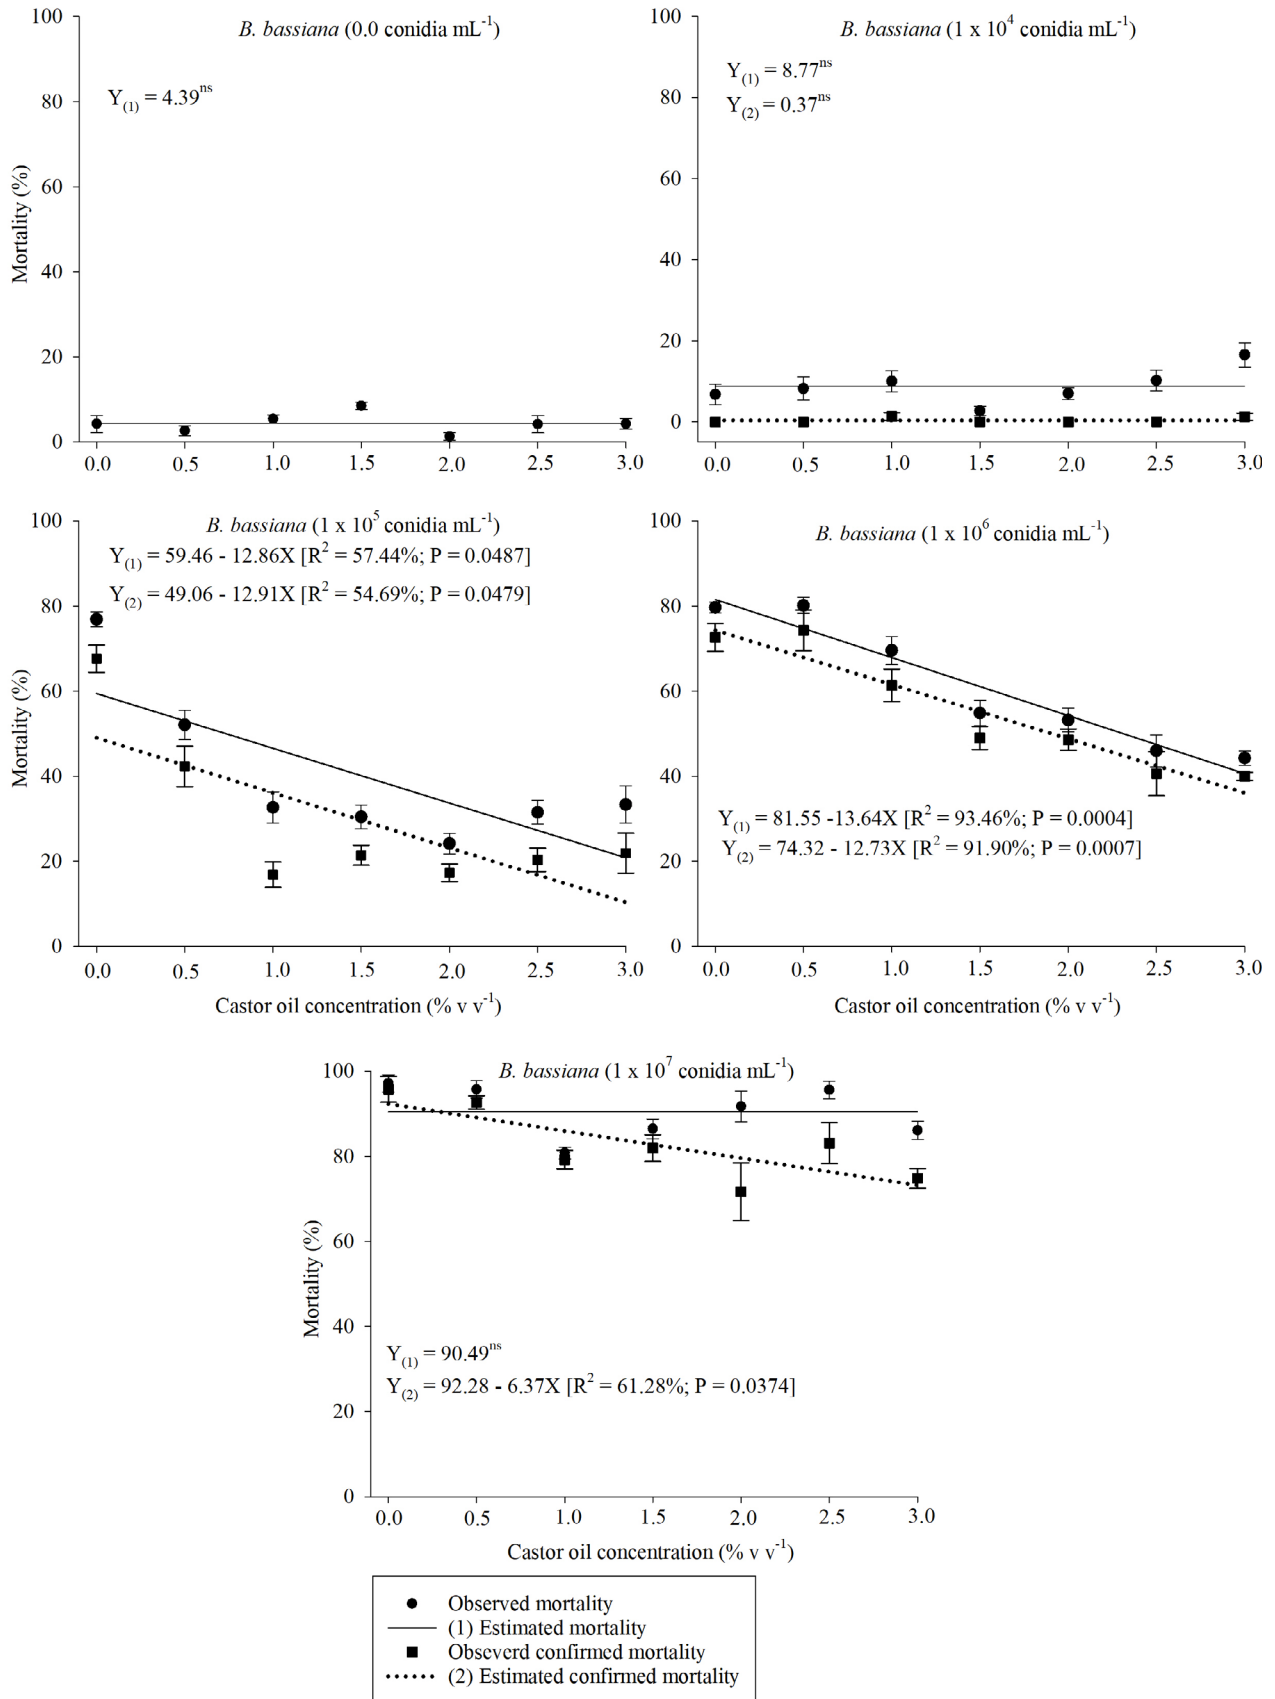 B. bassiana (0.0 conidia mL⁻¹)
Y₍₁₎ = 4.39ⁿˢ
Mortality (%)
100
80
60
40
20
0
0.0 0.5 1.0 1.5 2.0 2.5 3.0
B. bassiana (1 x 10⁴ conidia mL⁻¹)
Y₍₁₎ = 8.77ⁿˢ
Y₍₂₎ = 0.37ⁿˢ
100
80
60
40
20
0
0.0 0.5 1.0 1.5 2.0 2.5 3.0
B. bassiana (1 x 10⁵ conidia mL⁻¹)
Y₍₁₎ = 59.46 - 12.86X [R² = 57.44%; P = 0.0487]
Y₍₂₎ = 49.06 - 12.91X [R² = 54.69%; P = 0.0479]
Mortality (%)
100
80
60
40
20
0
0.0 0.5 1.0 1.5 2.0 2.5 3.0
Castor oil concentration (% v v⁻¹)
B. bassiana (1 x 10⁶ conidia mL⁻¹)
100
80
60
40
20
0
Y₍₁₎ = 81.55 -13.64X [R² = 93.46%; P = 0.0004]
Y₍₂₎ = 74.32 - 12.73X [R² = 91.90%; P = 0.0007]
0.0 0.5 1.0 1.5 2.0 2.5 3.0
Castor oil concentration (% v v⁻¹)
B. bassiana (1 x 10⁷ conidia mL⁻¹)
Mortality (%)
100
80
60
40
20
0
Y₍₁₎ = 90.49ⁿˢ
Y₍₂₎ = 92.28 - 6.37X [R² = 61.28%; P = 0.0374]
0.0 0.5 1.0 1.5 2.0 2.5 3.0
Castor oil concentration (% v v⁻¹)
Observed mortality
(1) Estimated mortality
Obseverd confirmed mortality
(2) Estimated confirmed mortality